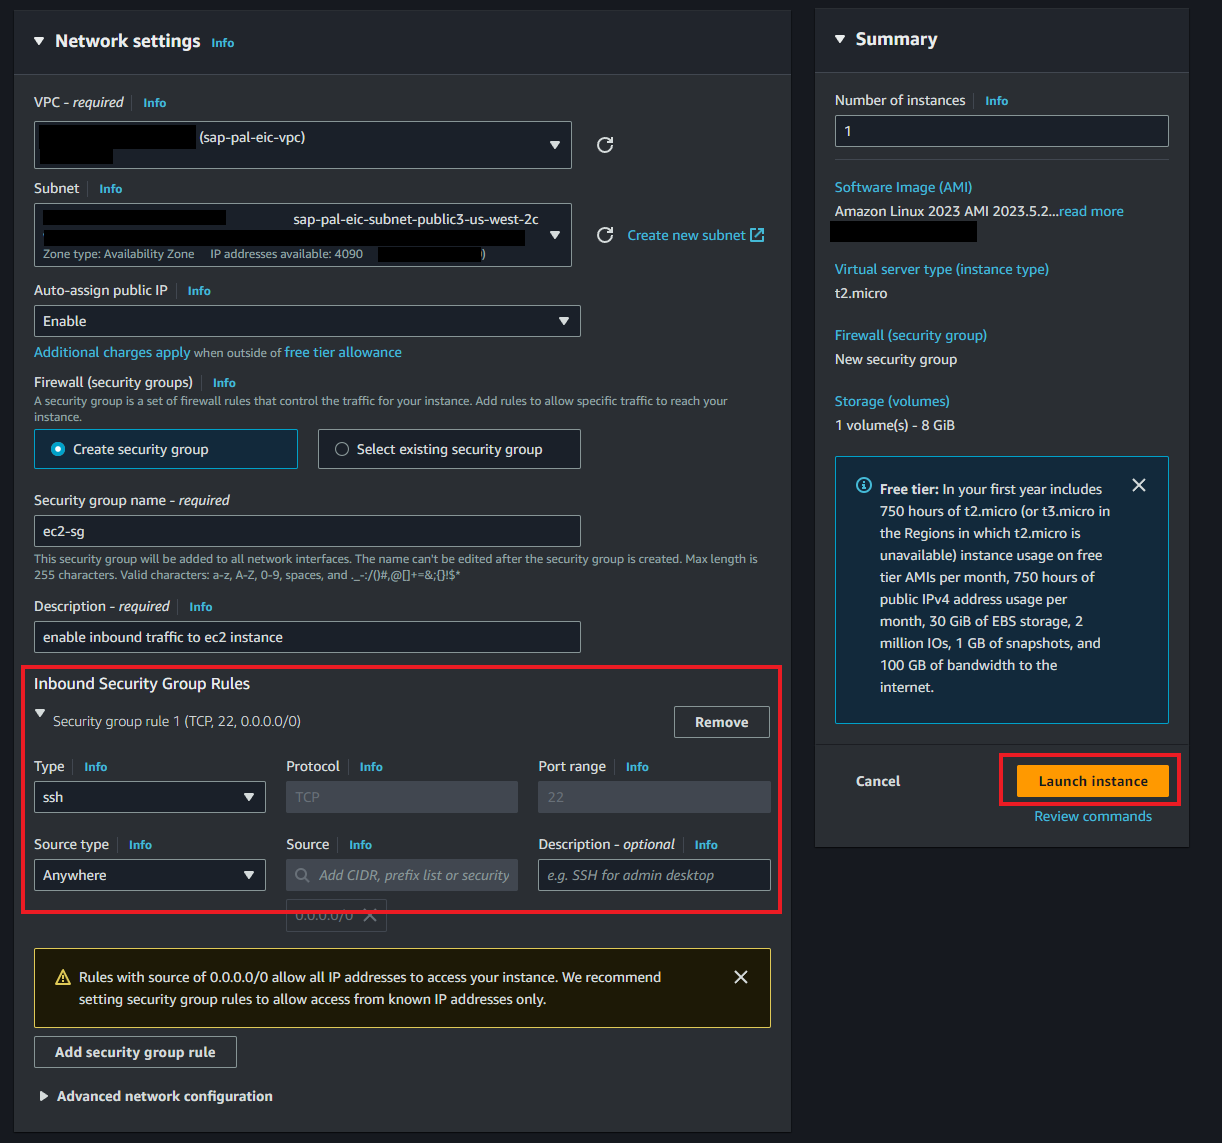 Network settings Info
VPC - required Info
(sap-pal-eic-vpc)
Subnet Info
sap-pal-eic-subnet-public3-us-west-2c
Zone type: Availability Zone IP addresses available: 4090
Create new subnet
Auto-assign public IP Info
Enable
Additional charges apply when outside of free tier allowance
Firewall (security groups) Info
A security group is a set of firewall rules that control the traffic for your instance. Add rules to allow specific traffic to reach your
instance.
Create security group
Select existing security group
Security group name - required
ec2-sg
This security group will be added to all network interfaces. The name can't be edited after the security group is created. Max length is
255 characters. Valid characters: a-z, A-Z, 0-9, spaces, and ._-:/()#,@[]+=&;{}!$*
Description - required Info
enable inbound traffic to ec2 instance
Inbound Security Group Rules
Security group rule 1 (TCP, 22, 0.0.0.0/0)
Remove
Type Info
Protocol Info
Port range Info
ssh
TCP
22
Source type Info
Source Info
Description - optional Info
Anywhere
Add CIDR, prefix list or security
e.g. SSH for admin desktop
0.0.0.0/0
Rules with source of 0.0.0.0/0 allow all IP addresses to access your instance. We recommend
setting security group rules to allow access from known IP addresses only.
Add security group rule
Advanced network configuration
Summary
Number of instances Info
1
Software Image (AMI)
Amazon Linux 2023 AMI 2023.5.2...read more
Virtual server type (instance type)
t2.micro
Firewall (security group)
New security group
Storage (volumes)
1 volume(s) - 8 GiB
Free tier: In your first year includes
750 hours of t2.micro (or t3.micro in
the Regions in which t2.micro is
unavailable) instance usage on free
tier AMIs per month, 750 hours of
public IPv4 address usage per
month, 30 GiB of EBS storage, 2
million IOs, 1 GB of snapshots, and
100 GB of bandwidth to the
internet.
Cancel
Launch instance
Review commands